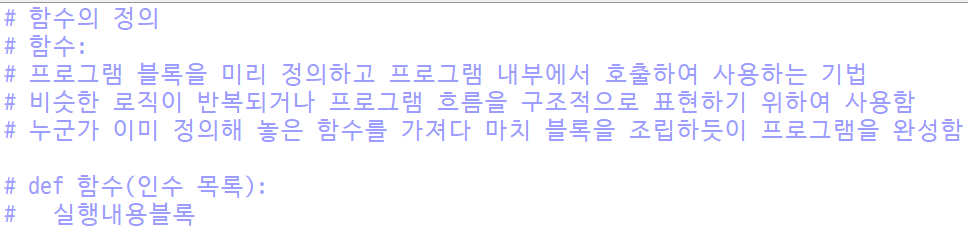 # 함수의 정의
# 함수:
# 프로그램 블록을 미리 정의하고 프로그램 내부에서 호출하여 사용하는 기법
# 비슷한 로직이 반복되거나 프로그램 흐름을 구조적으로 표현하기 위하여 사용함
# 누군가 이미 정의해 놓은 함수를 가져다 마치 블록을 조립하듯이 프로그램을 완성함

# def 함수(인수 목록):
#   실행내용블록